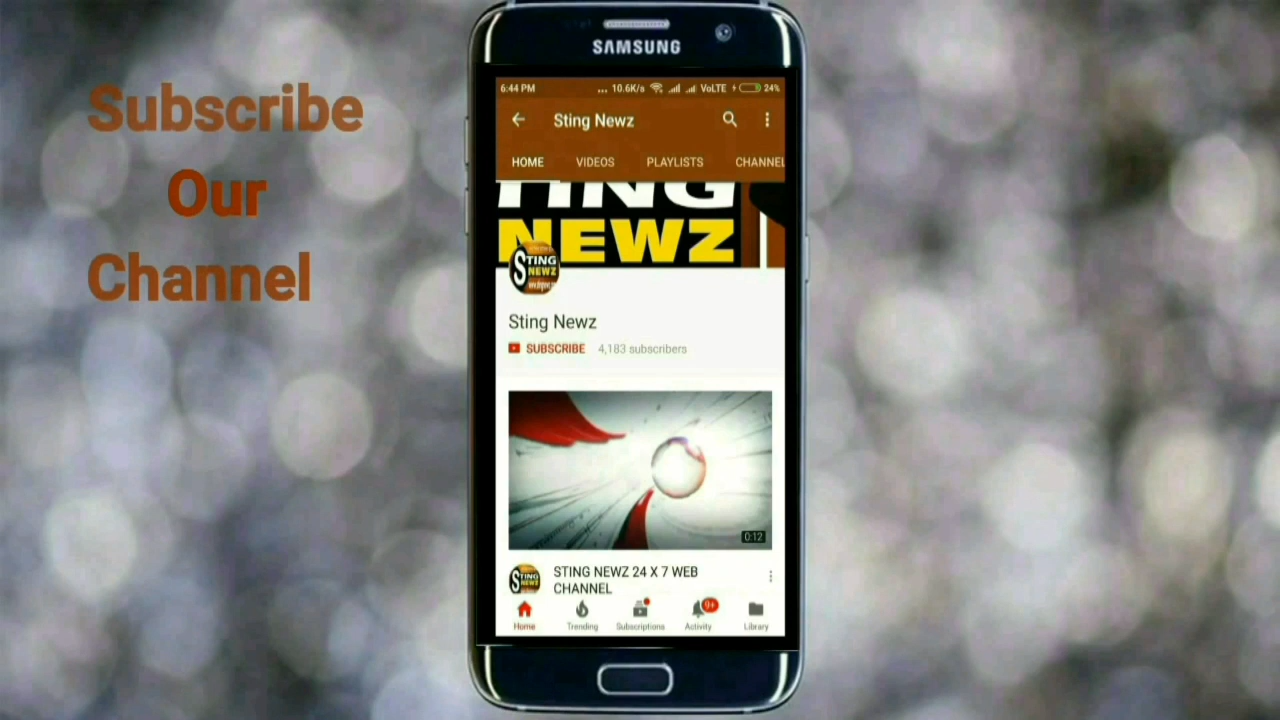 Subscribe
Our
Channel
SAMSUNG
6:44 PM ... 10.6K/s VoLTE 24%
Sting Newz
HOME VIDEOS PLAYLISTS CHANNEL
TING
NEWZ
STING
NEWZ
Sting Newz
SUBSCRIBE 4,183 subscribers
0:12
STING NEWZ 24 X 7 WEB
CHANNEL
STING
NEWZ
9+
Home Trending Subscriptions Activity Library